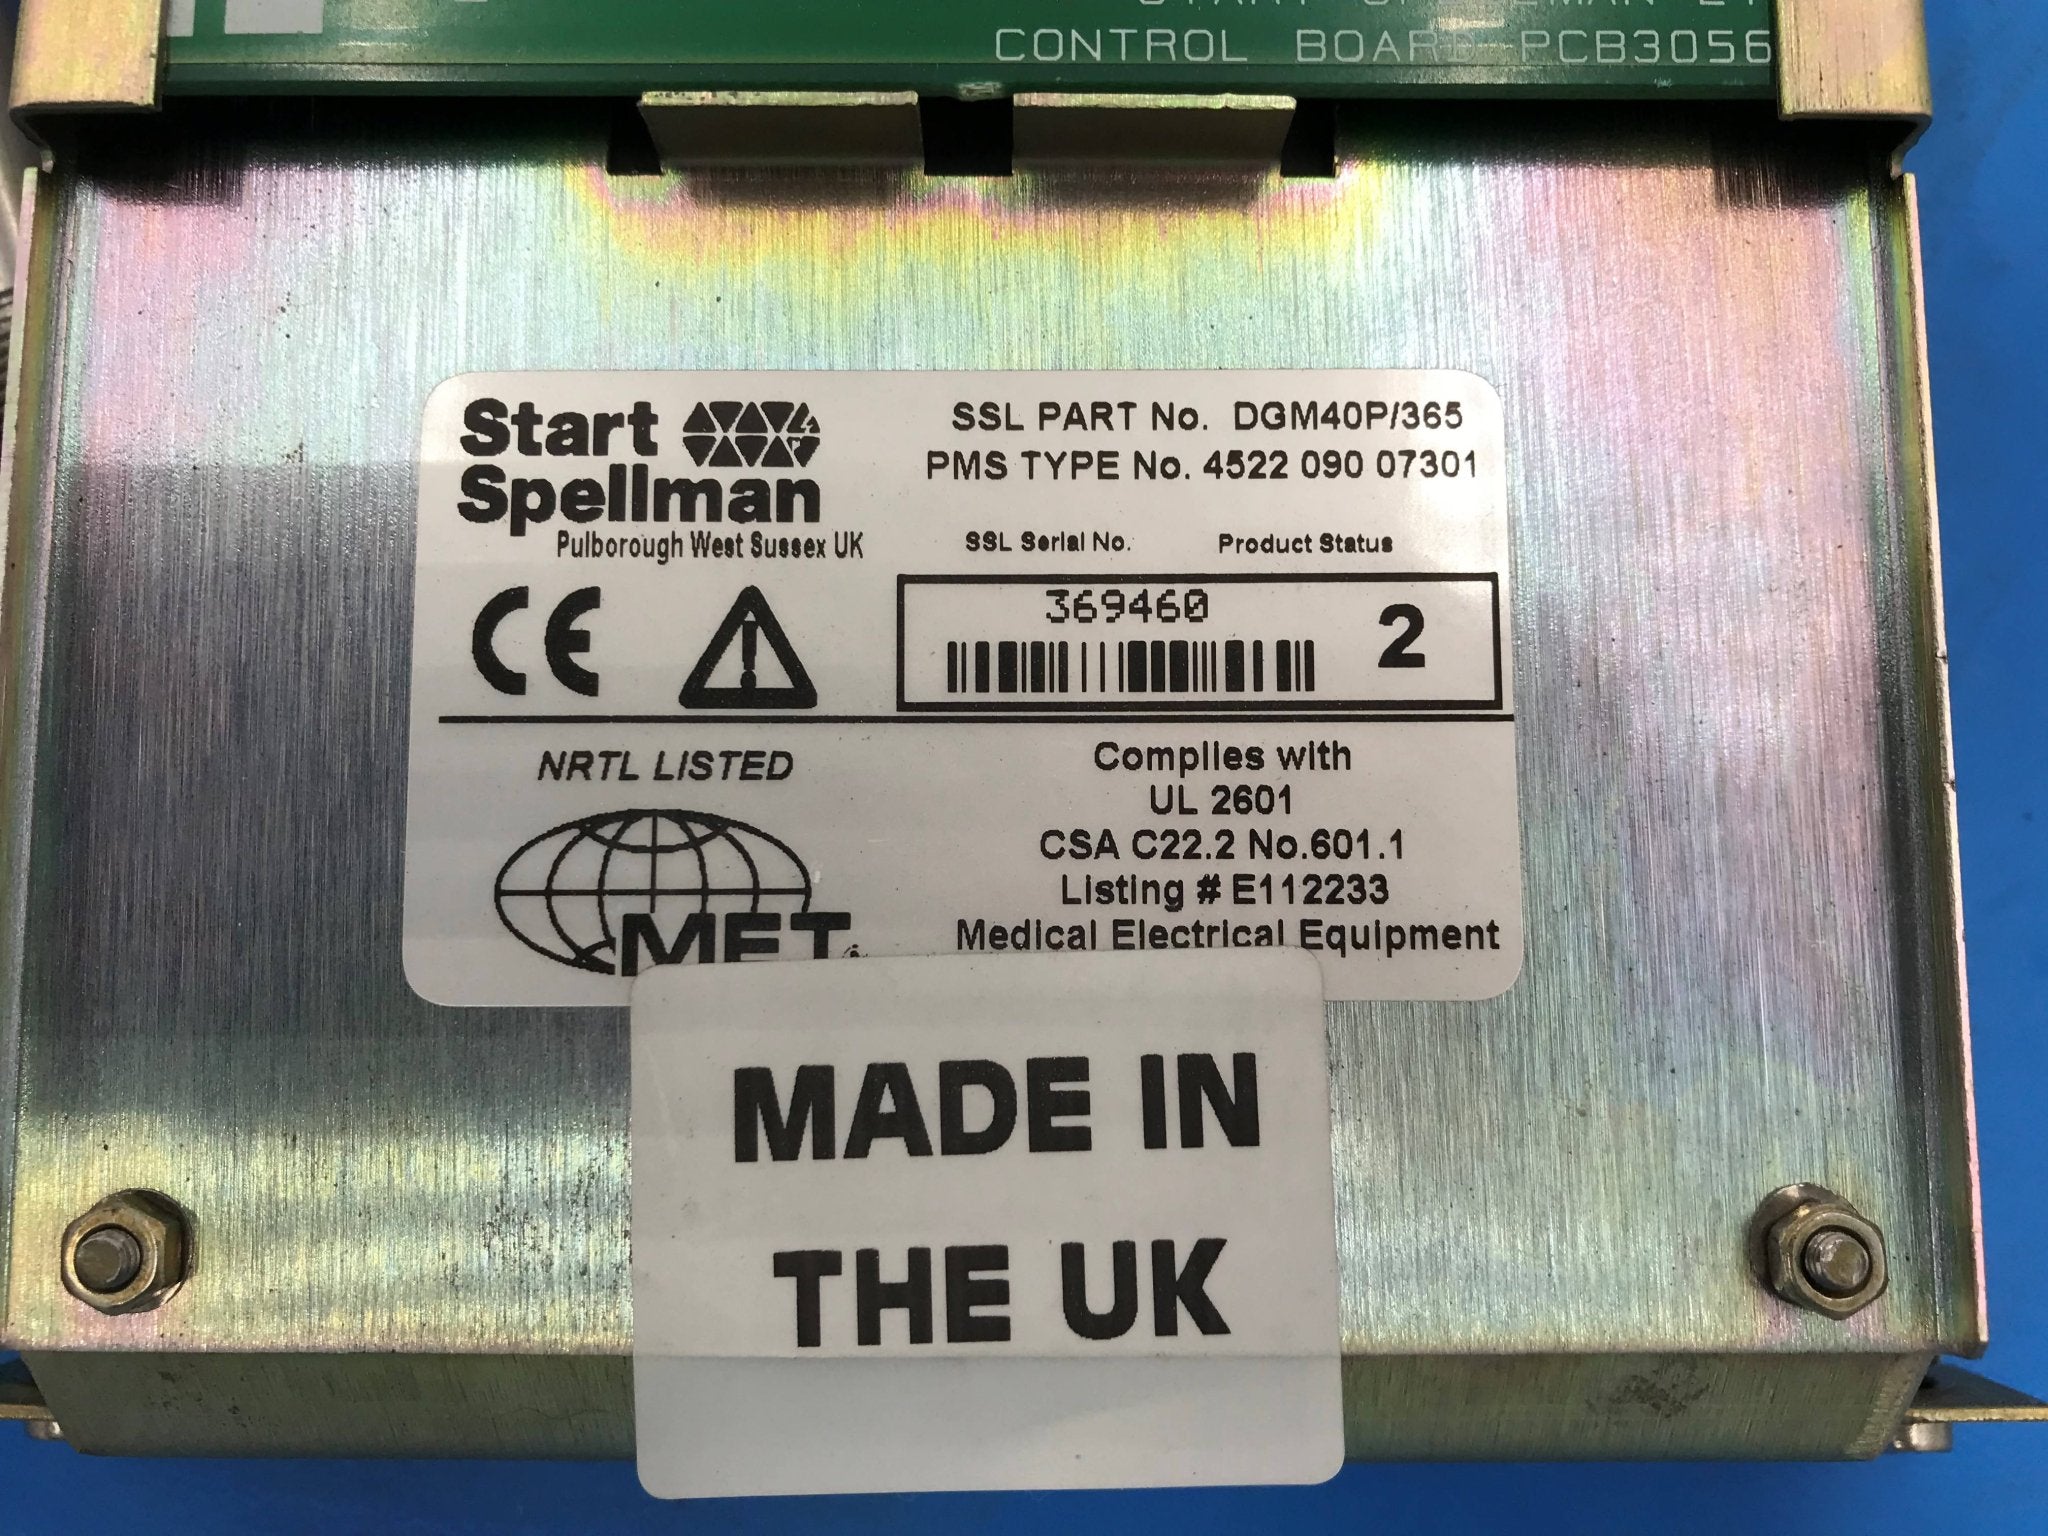 CONTROL BOARD PCB3056
Start
Spellman
Pulborough West Sussex UK
SSL PART No. DGM40P/365
PMS TYPE No. 4522 090 07301
SSL Serial No. Product Status
369460 2
CE
NRTL LISTED
MET
Complies with
UL 2601
CSA C22.2 No.601.1
Listing # E112233
Medical Electrical Equipment
MADE IN
THE UK